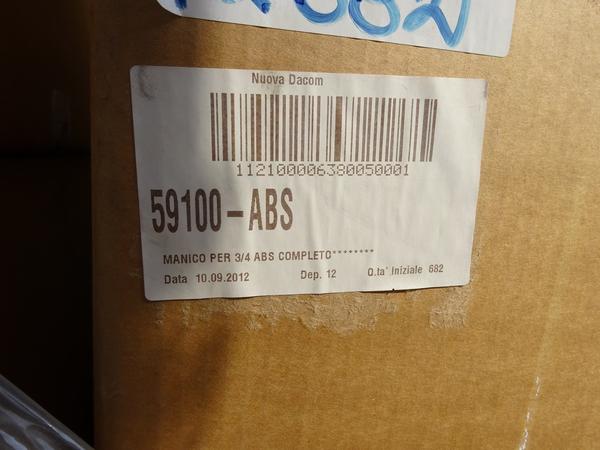 Nuova Dacom
112100006380050001
59100-ABS
MANICO PER 3/4 ABS COMPLETO********
Data 10.09.2012 Dep. 12 Q.ta' Iniziale 682